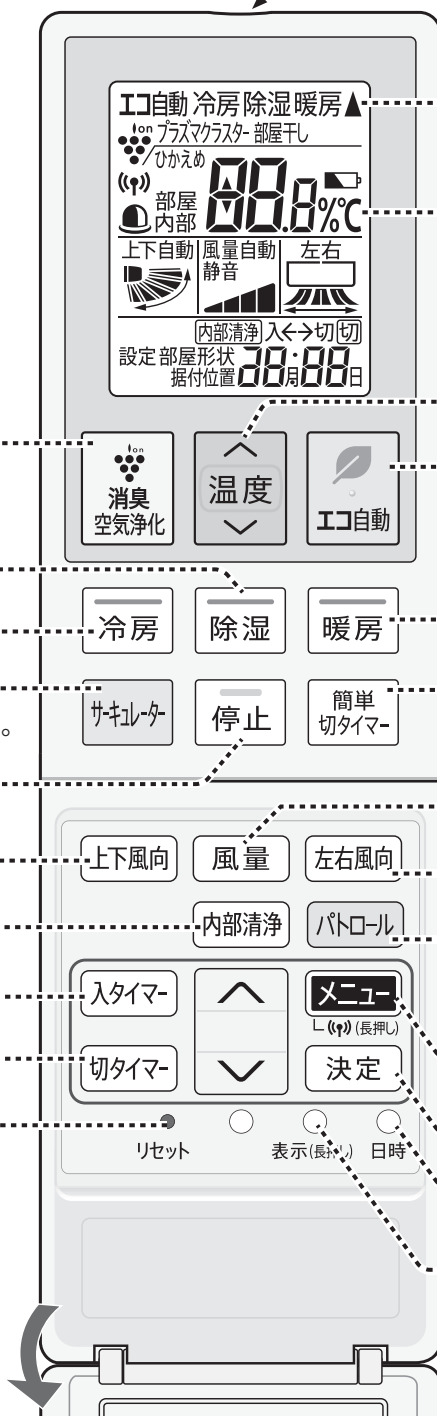 エコ自動 冷房 除湿 暖房▲
ion プラズマクラスター 部屋干し
ひかえめ
部屋 88.8%℃
内部
上下自動 風量自動 左右
静音
内部清浄 入←→切 切
設定 部屋形状
据付位置 28月:88日
ion
消臭
空気浄化
温度
エコ自動
冷房 除湿 暖房
サーキュレーター 停止 簡単
切タイマー
。
上下風向 風量 左右風向
内部清浄 パトロール
入タイマー メニュー
(長押し)
切タイマー 決定
リセット 表示(長押し) 日時